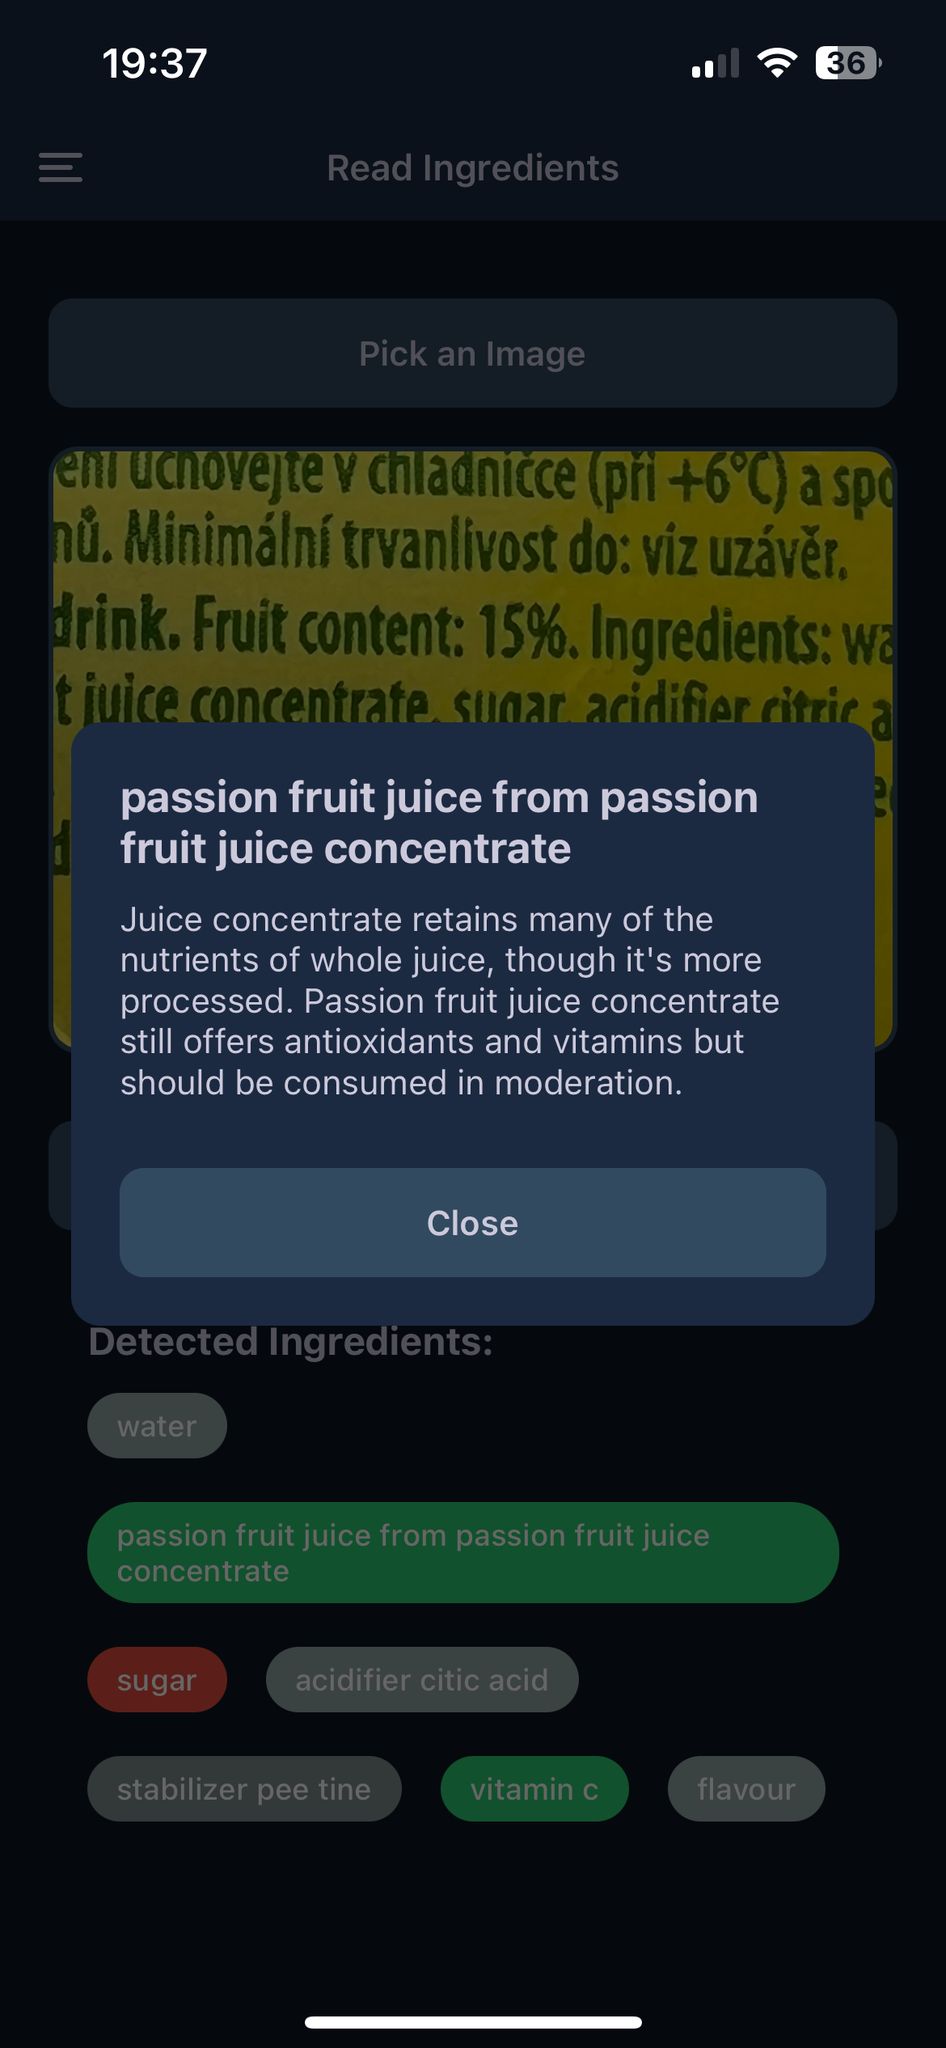 19:37
36
Read Ingredients
Pick an Image
ení uchovejte v chladničce (při +6°C) a spo
nů. Minimální trvanlivost do: viz uzávěr.
drink. Fruit content: 15%. Ingredients: wa
t juice concentrate, sugar, acidifier citric a
passion fruit juice from passion
fruit juice concentrate
Juice concentrate retains many of the
nutrients of whole juice, though it's more
processed. Passion fruit juice concentrate
still offers antioxidants and vitamins but
should be consumed in moderation.
Close
Detected Ingredients:
water
passion fruit juice from passion fruit juice
concentrate
sugar acidifier citic acid
stabilizer pee tine vitamin c flavour